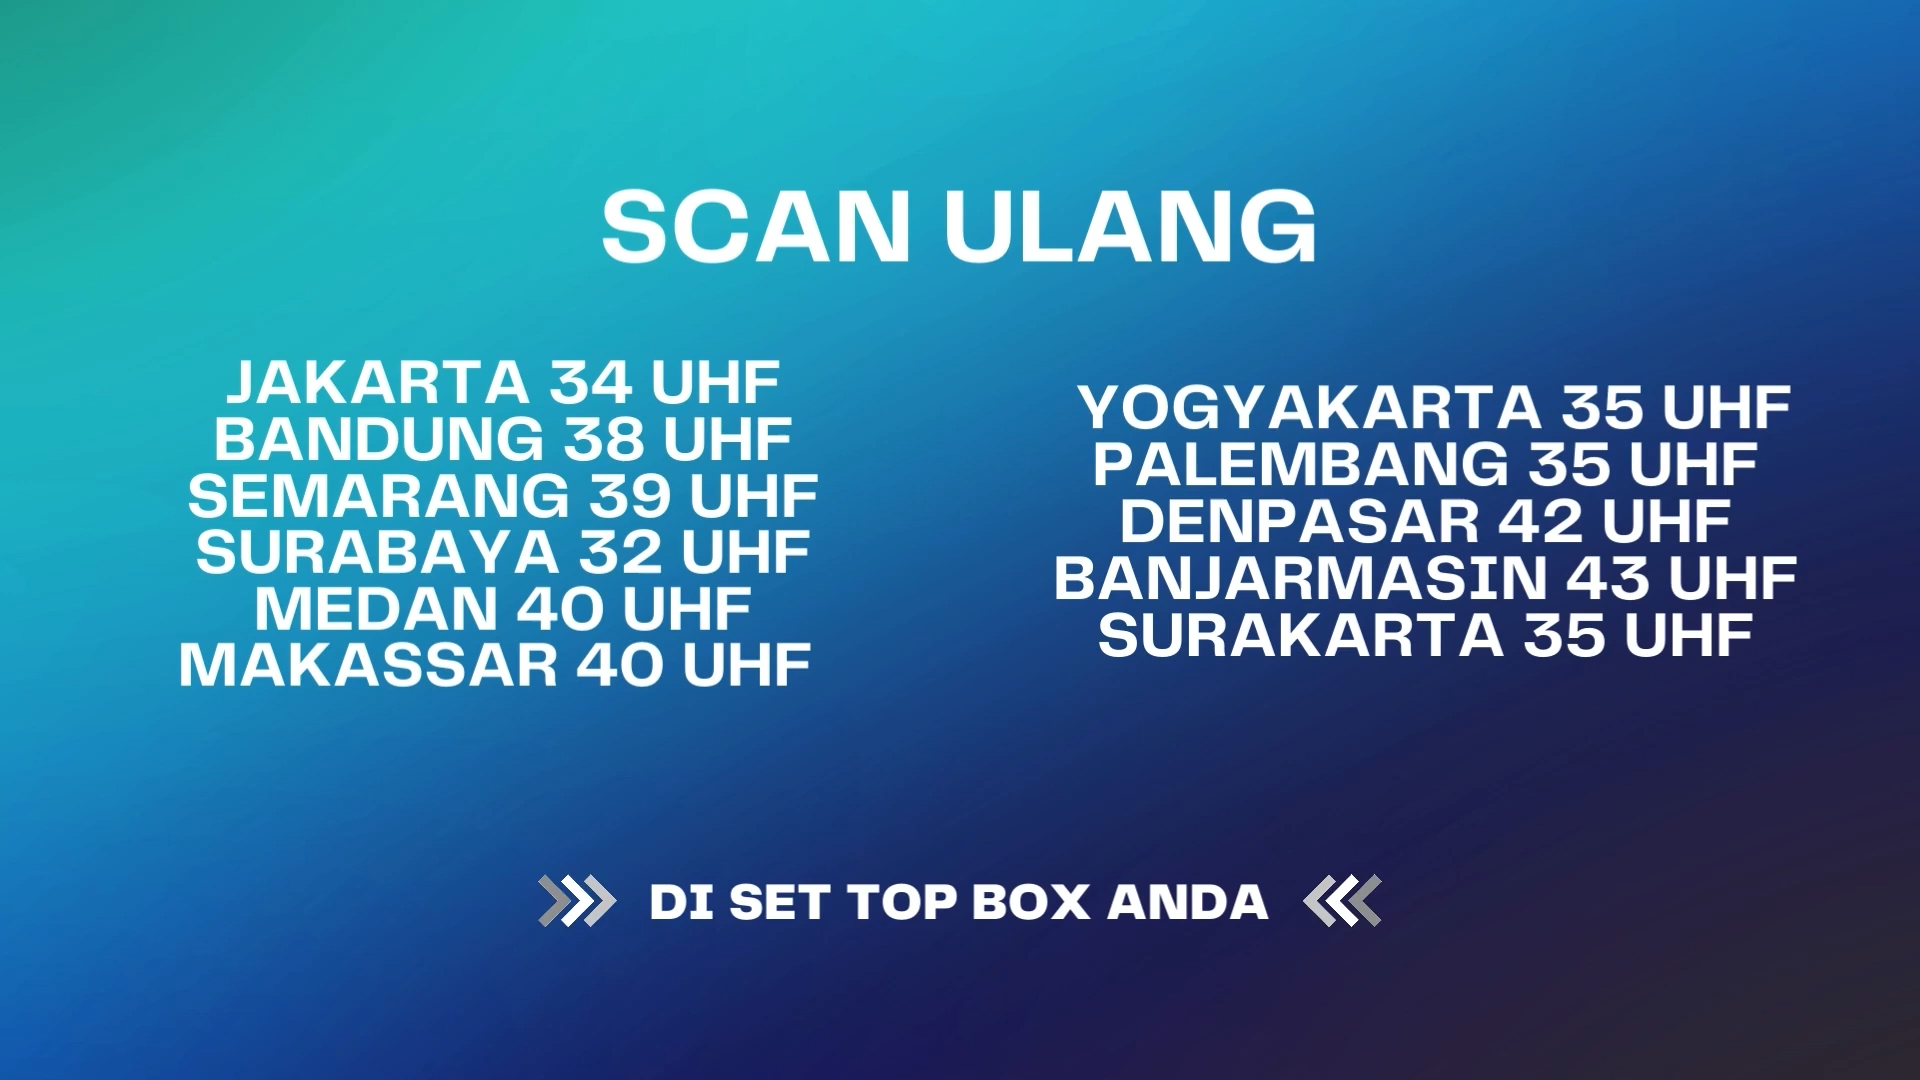 SCAN ULANG
JAKARTA 34 UHF
BANDUNG 38 UHF
SEMARANG 39 UHF
SURABAYA 32 UHF
MEDAN 40 UHF
MAKASSAR 40 UHF
YOGYAKARTA 35 UHF
PALEMBANG 35 UHF
DENPASAR 42 UHF
BANJARMASIN 43 UHF
SURAKARTA 35 UHF
DI SET TOP BOX ANDA